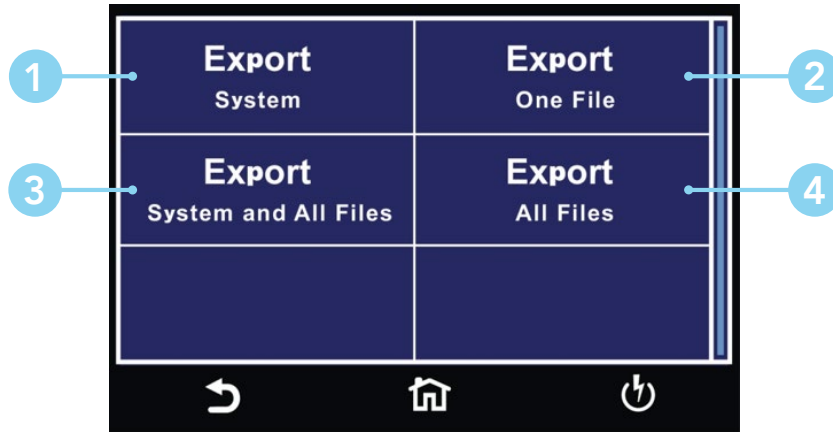 1
Export
System
Export
One File
2
3
Export
System and All Files
Export
All Files
4